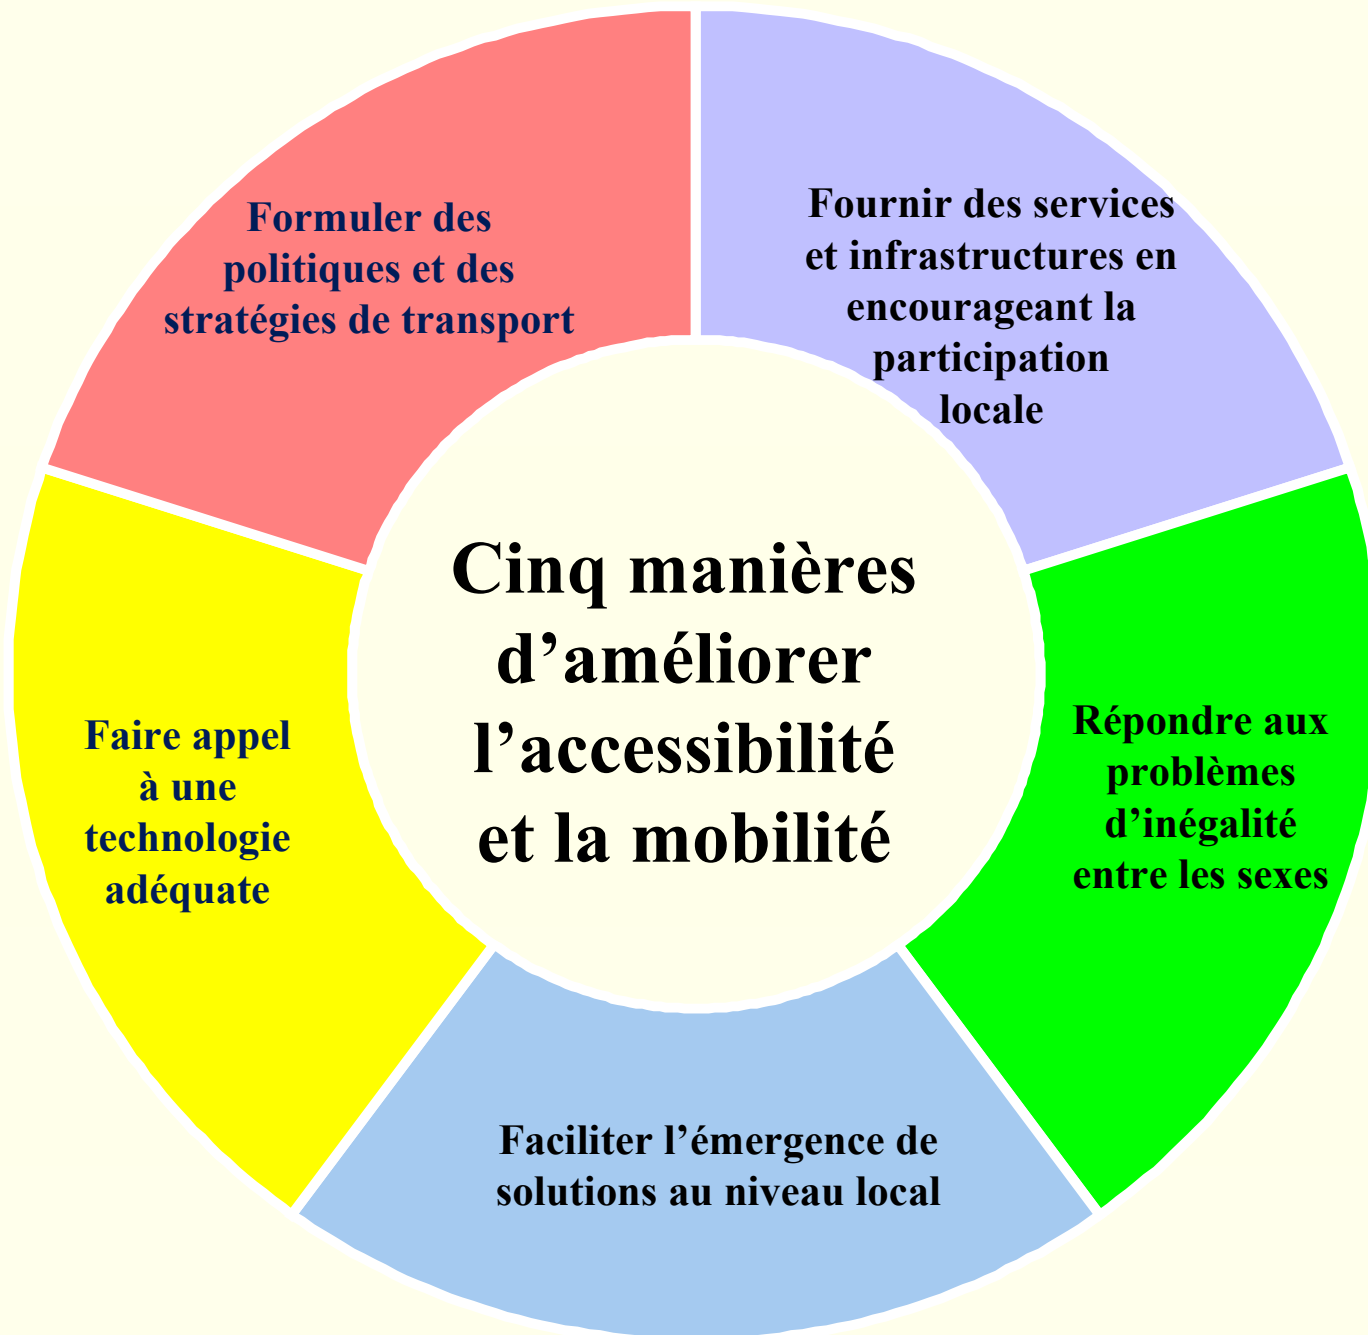 Formuler des
politiques et des
stratégies de transport
Fournir des services
et infrastructures en
encourageant la
participation
locale
Cinq manières
d’améliorer
l’accessibilité
et la mobilité
Faire appel
à une
technologie
adéquate
Répondre aux
problèmes
d’inégalité
entre les sexes
Faciliter l’émergence de
solutions au niveau local